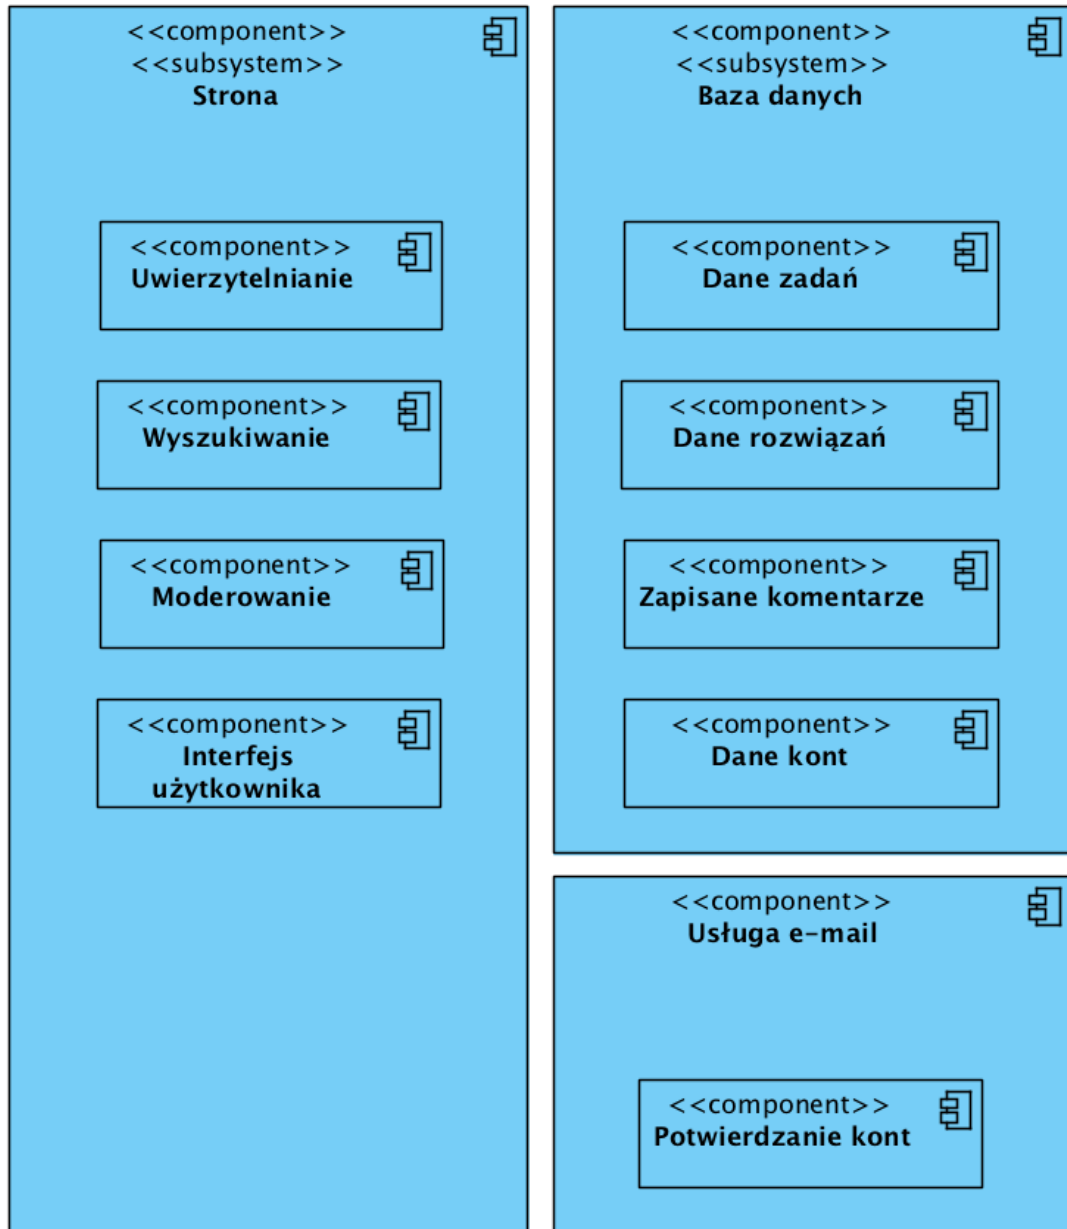 <<component>>
<<subsystem>>
Strona
<<component>>
Uwierzytelnianie
<<component>>
Wyszukiwanie
<<component>>
Moderowanie
<<component>>
Interfejs
użytkownika
<<component>>
<<subsystem>>
Baza danych
<<component>>
Dane zadań
<<component>>
Dane rozwiązań
<<component>>
Zapisane komentarze
<<component>>
Dane kont
<<component>>
Usługa e-mail
<<component>>
Potwierdzanie kont